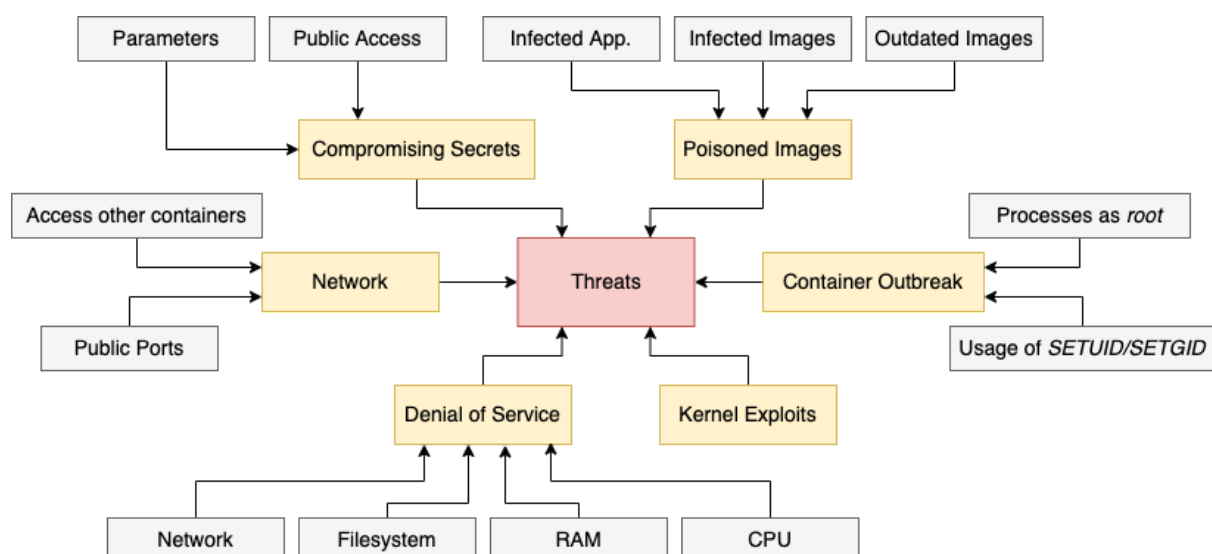 Parameters
Public Access
Infected App.
Infected Images
Outdated Images
Compromising Secrets
Poisoned Images
Access other containers
Processes as root
Network
Threats
Container Outbreak
Public Ports
Usage of SETUID/SETGID
Denial of Service
Kernel Exploits
Network
Filesystem
RAM
CPU